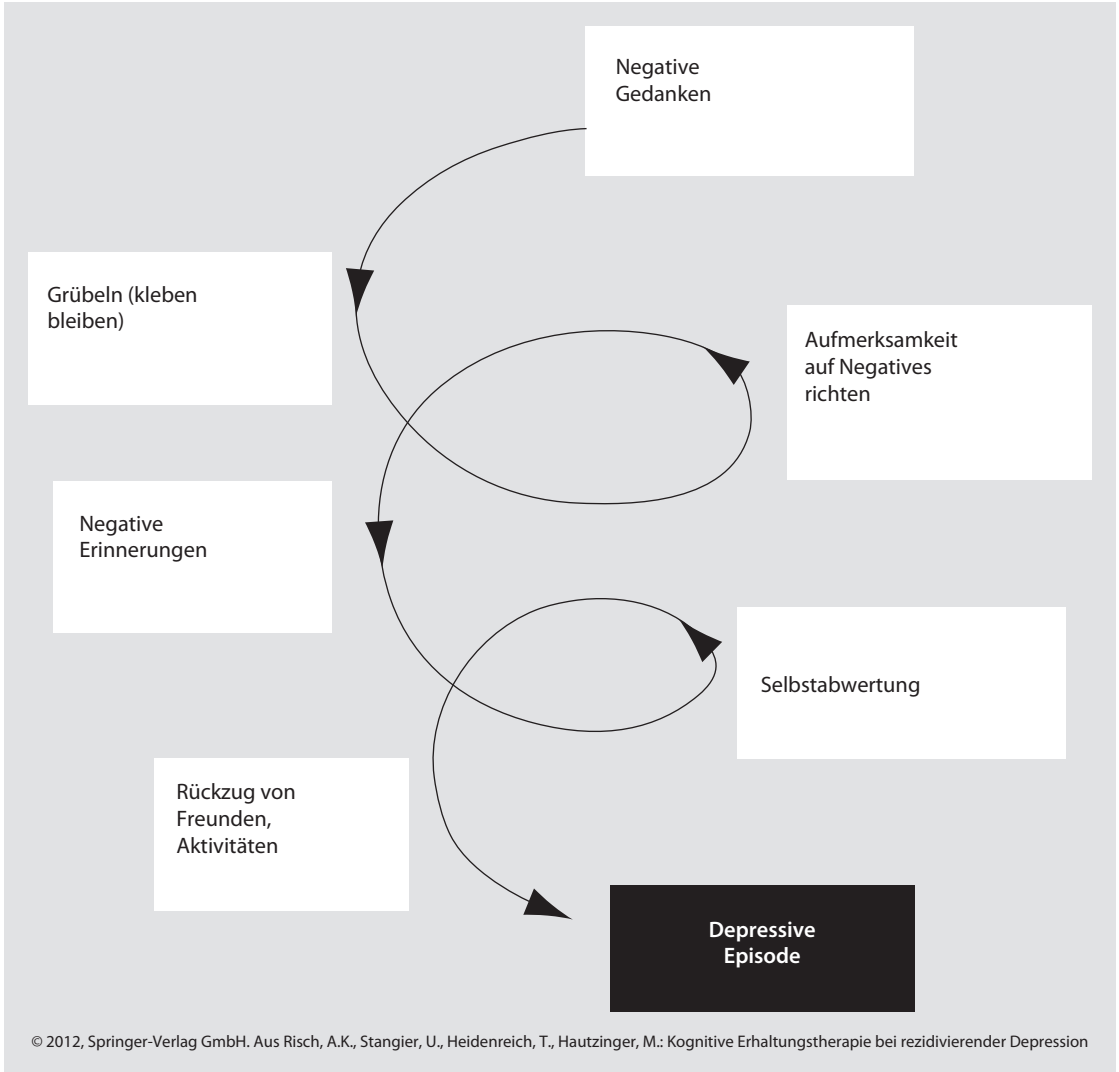 Negative
Gedanken
Grübeln (kleben
bleiben)
Aufmerksamkeit
auf Negatives
richten
Negative
Erinnerungen
Selbstabwertung
Rückzug von
Freunden,
Aktivitäten
Depressive
Episode
© 2012, Springer-Verlag GmbH. Aus Risch, A.K., Stangier, U., Heidenreich, T., Hautzinger, M.: Kognitive Erhaltungstherapie bei rezidivierender Depression